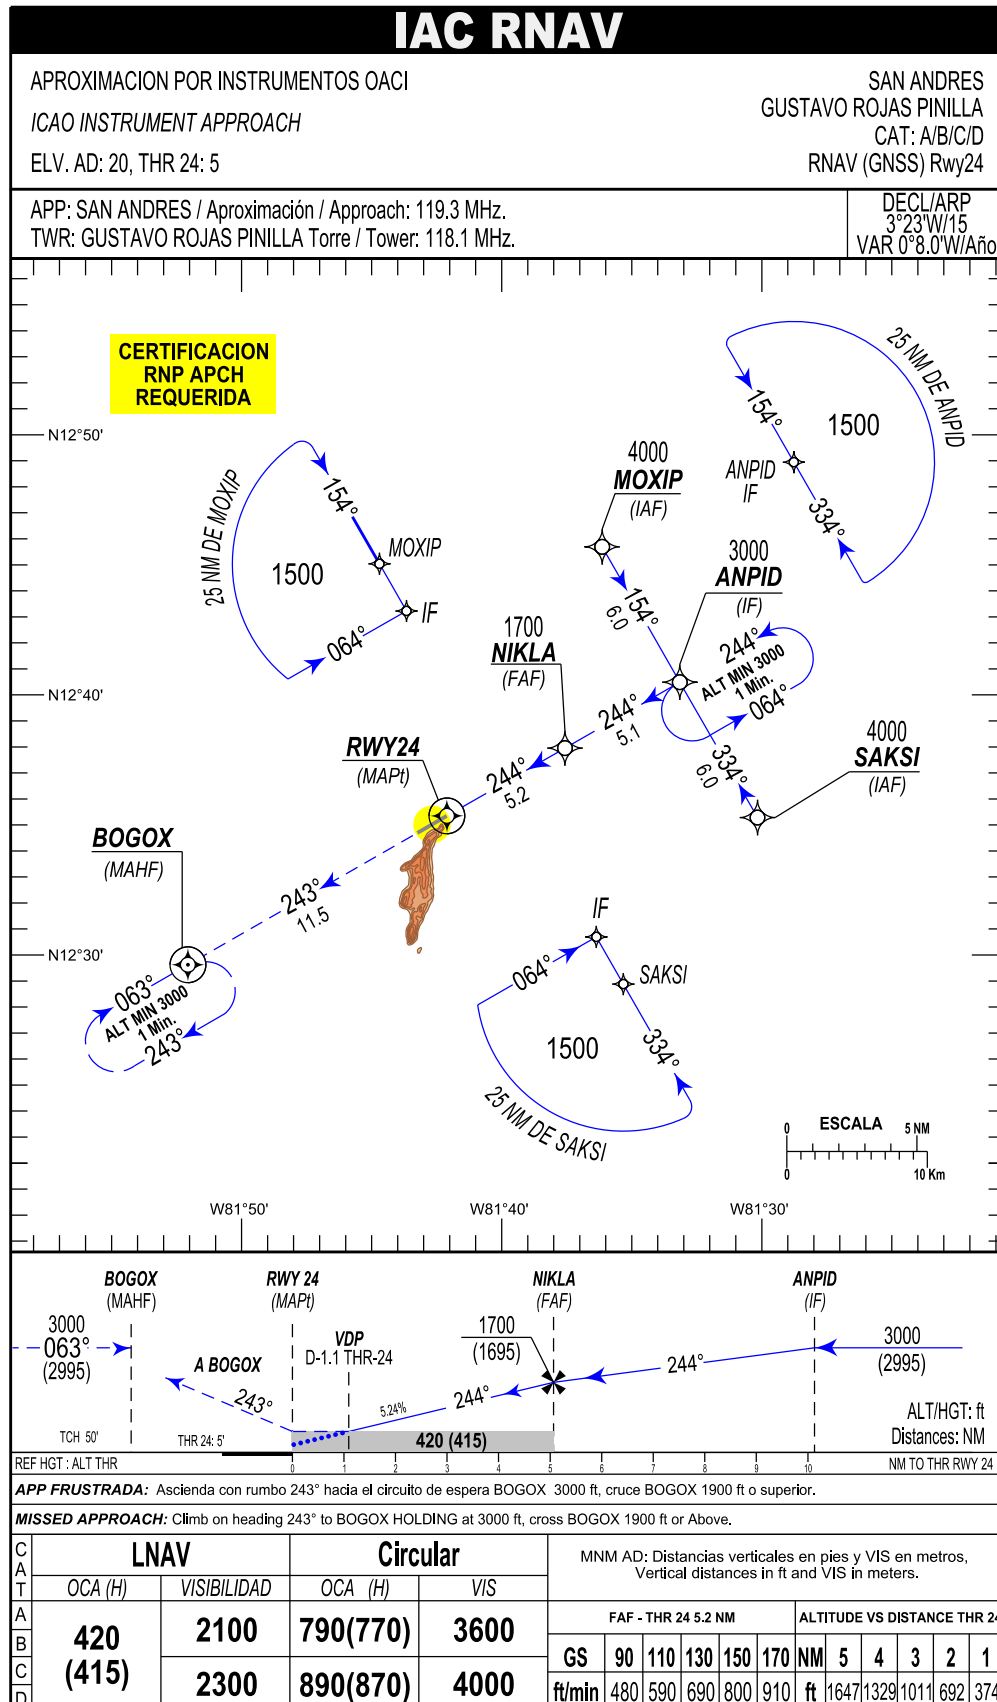 IAC RNAV
APROXIMACION POR INSTRUMENTOS OACI
ICAO INSTRUMENT APPROACH
ELV. AD: 20, THR 24: 5
SAN ANDRES
GUSTAVO ROJAS PINILLA
CAT: A/B/C/D
RNAV (GNSS) Rwy24
APP: SAN ANDRES / Aproximación / Approach: 119.3 MHz.
TWR: GUSTAVO ROJAS PINILLA Torre / Tower: 118.1 MHz.
DECL/ARP
3°23'W/15
VAR 0°8.0'W/Año
CERTIFICACION
RNP APCH
REQUERIDA
25 NM DE ANPID
154°
1500
ANPID
IF
334°
N12°50'
25 NM DE MOXIP
154°
1500
MOXIP
IF
064°
4000
MOXIP
(IAF)
154°
6.0
3000
ANPID
(IF)
1700
NIKLA
(FAF)
244°
ALT MIN 3000
1 Min.
064°
N12°40'
244°
5.1
4000
SAKSI
(IAF)
334°
6.0
RWY24
(MAPt)
244°
5.2
BOGOX
(MAHF)
243°
11.5
N12°30'
063°
ALT MIN 3000
1 Min.
243°
IF
064°
SAKSI
1500
334°
25 NM DE SAKSI
ESCALA
0 5 NM
0 10 Km
W81°50' W81°40' W81°30'
BOGOX
(MAHF)
RWY 24
(MAPt)
NIKLA
(FAF)
ANPID
(IF)
3000
063°
(2995)
A BOGOX
243°
VDP
D-1.1 THR-24
1700
(1695)
3000
(2995)
244°
244°
5.24%
420 (415)
ALT/HGT: ft
Distances: NM
TCH 50'
THR 24: 5'
REF HGT : ALT THR
0 1 2 3 4 5 6 7 8 9 10
NM TO THR RWY 24
APP FRUSTRADA: Ascienda con rumbo 243° hacia el circuito de espera BOGOX 3000 ft, cruce BOGOX 1900 ft o superior.
MISSED APPROACH: Climb on heading 243° to BOGOX HOLDING at 3000 ft, cross BOGOX 1900 ft or Above.
CAT LNAV Circular
OCA (H) VISIBILIDAD OCA (H) VIS
A
B
C
D
420
(415)
2100 790(770) 3600
2300 890(870) 4000
MNM AD: Distancias verticales en pies y VIS en metros,
Vertical distances in ft and VIS in meters.
FAF - THR 24 5.2 NM
GS 90 110 130 150 170
ft/min 480 590 690 800 910
ALTITUDE VS DISTANCE THR 24
NM 5 4 3 2 1
ft 1647 1329 1011 692 374